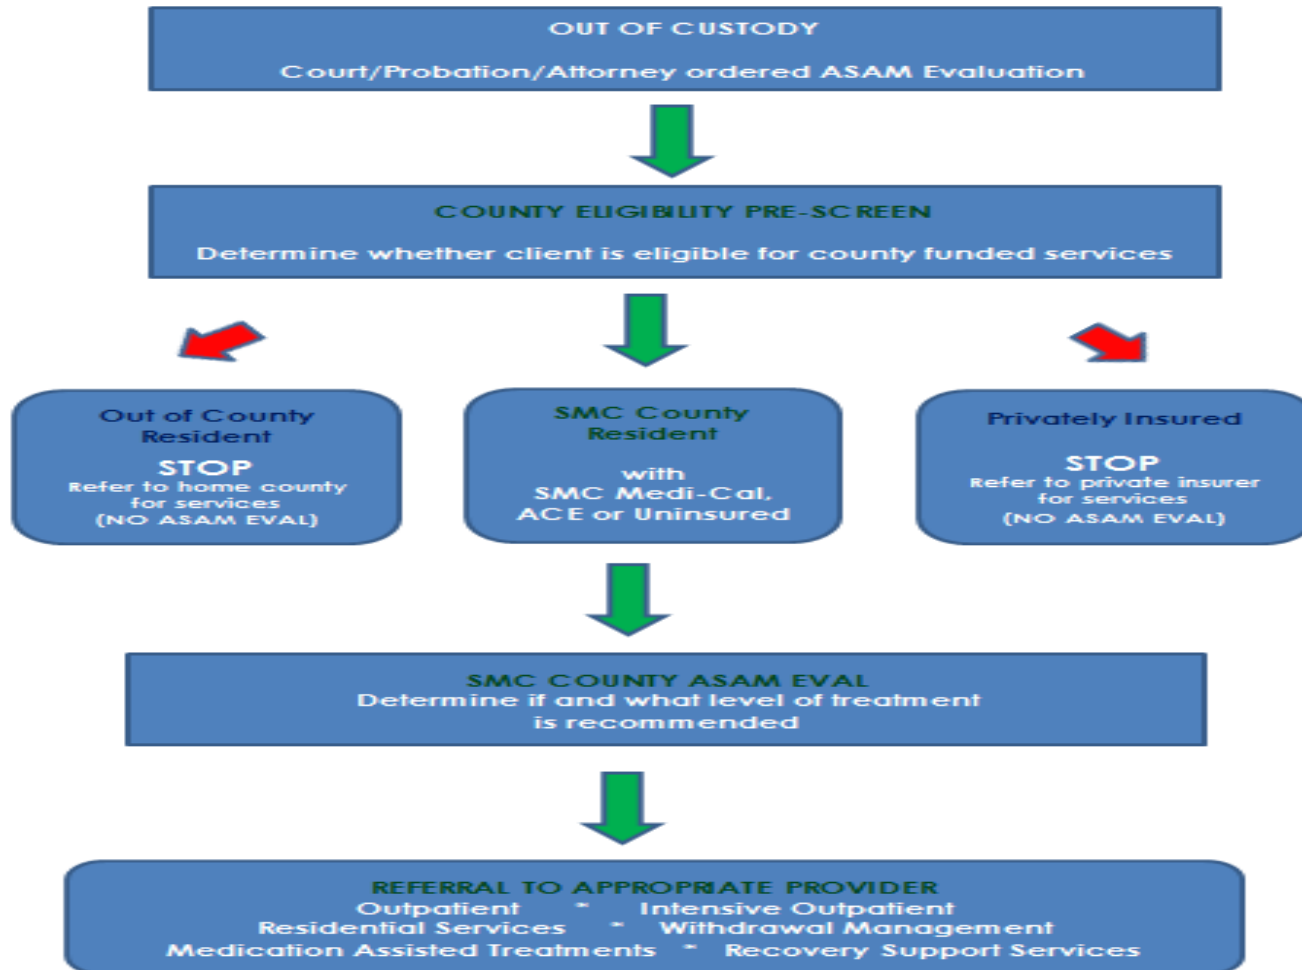 OUT OF CUSTODY
Court/Probation/Attorney ordered ASAM Evaluation
COUNTY ELIGIBILITY PRE-SCREEN
Determine whether client is eligible for county funded services
Out of County
Resident
STOP
Refer to home county
for services
(NO ASAM EVAL)
SMC County
Resident
with
SMC Medi-Cal,
ACE or Uninsured
Privately Insured
STOP
Refer to private insurer
for services
(NO ASAM EVAL)
SMC COUNTY ASAM EVAL
Determine if and what level of treatment
is recommended
REFERRAL TO APPROPRIATE PROVIDER
Outpatient * Intensive Outpatient
Residential Services * Withdrawal Management
Medication Assisted Treatments * Recovery Support Services